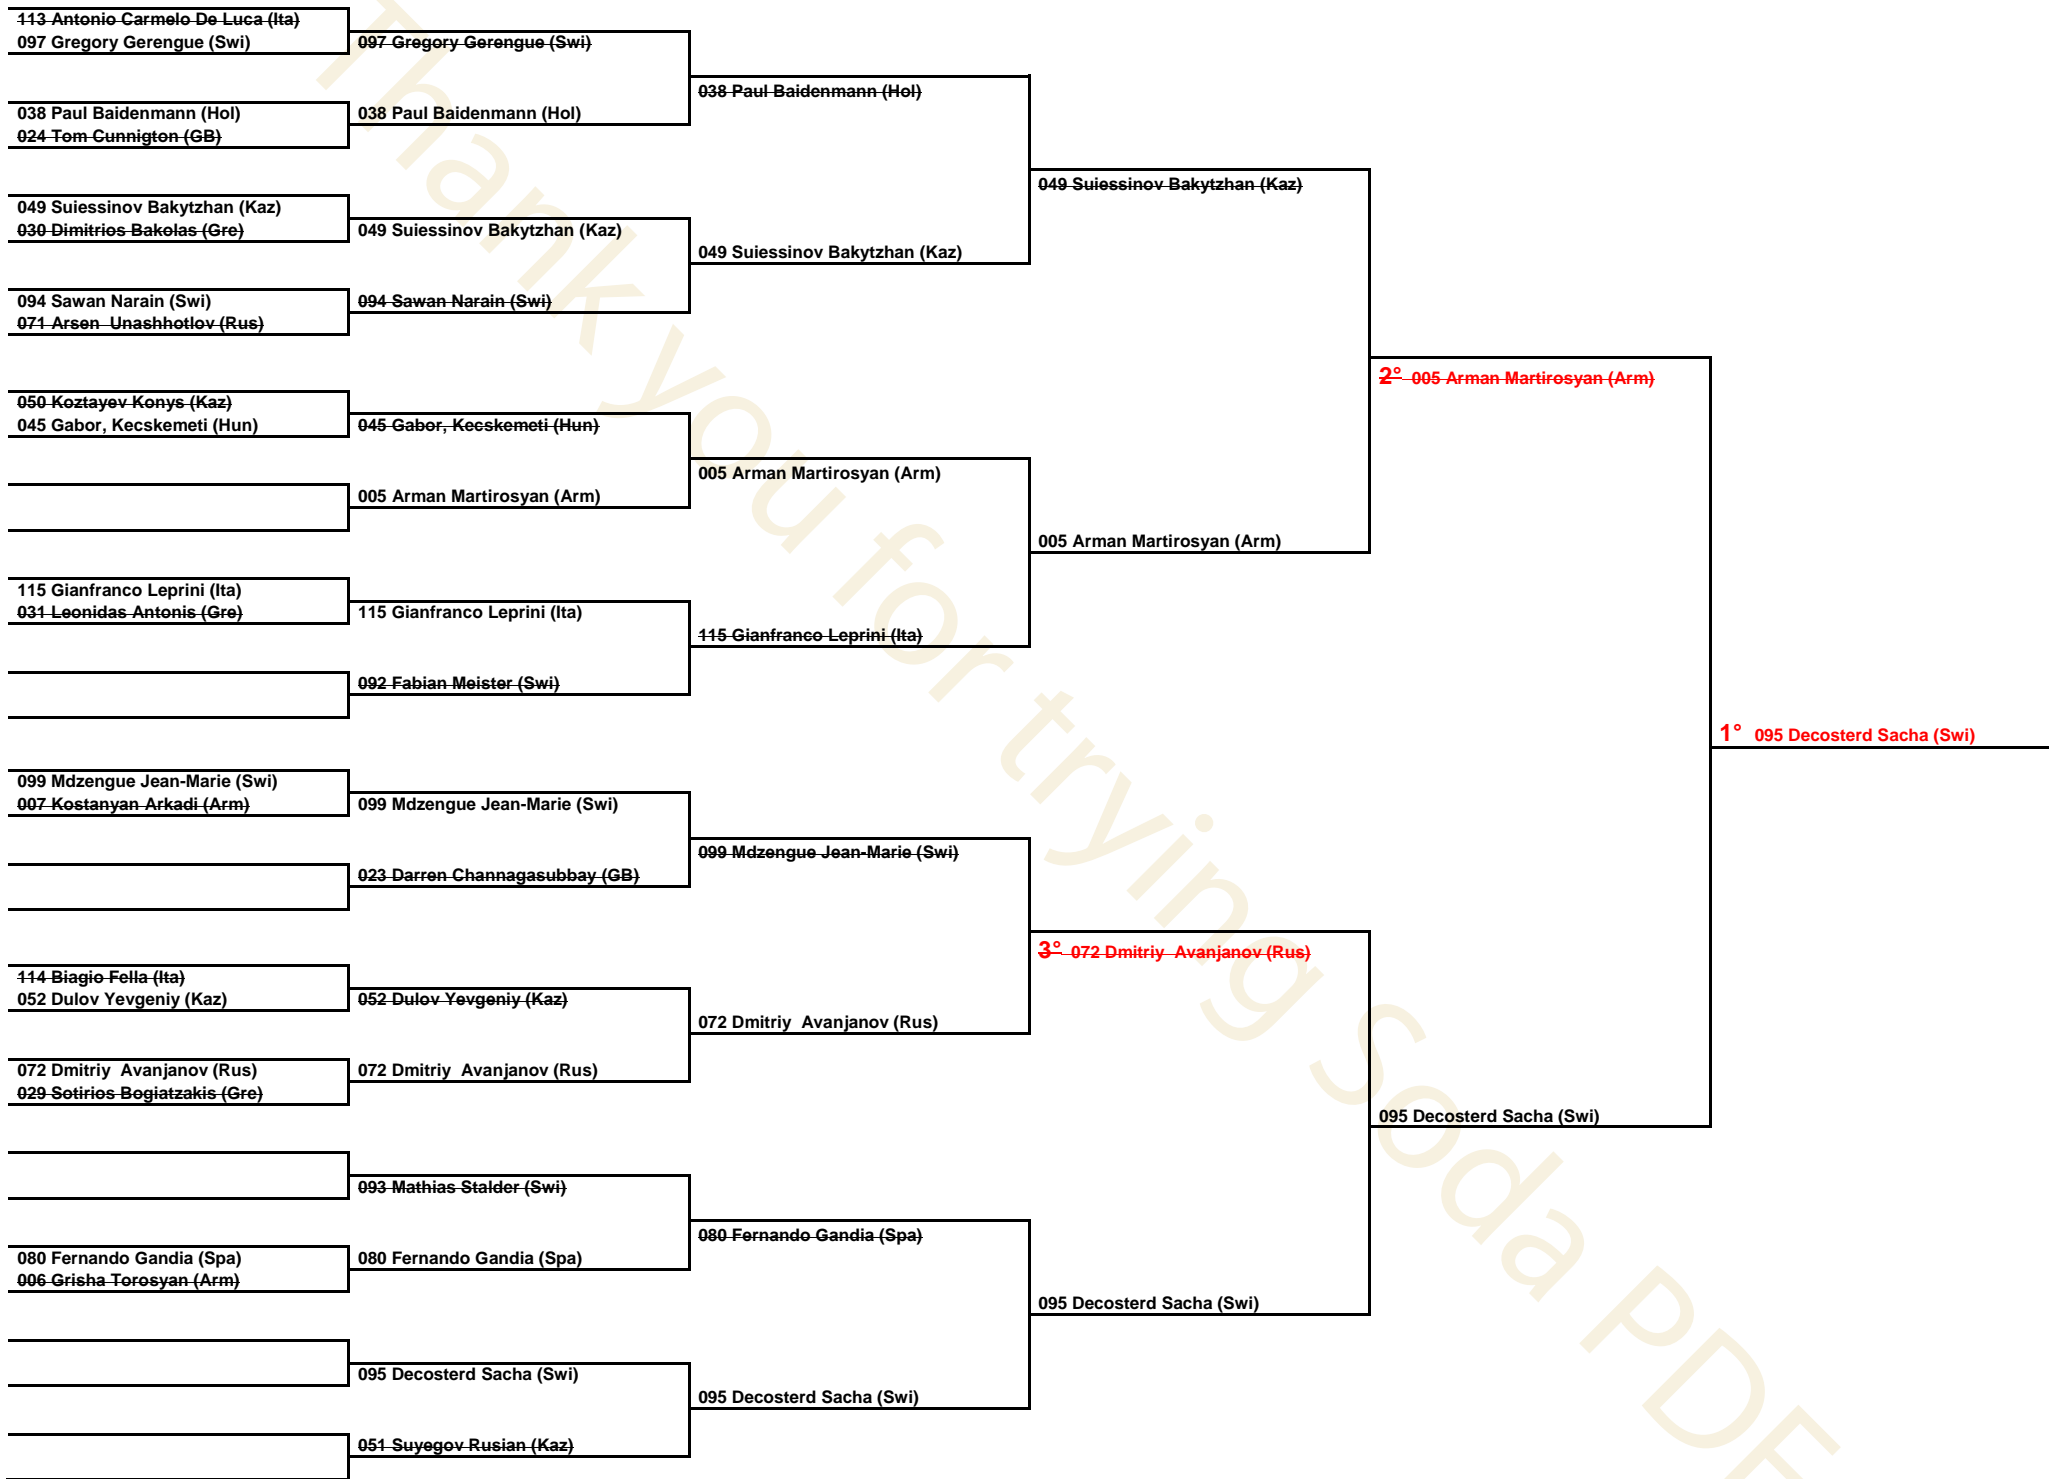 113 Antonio Carmelo De Luca (Ita)
097 Gregory Gerengue (Swi)
038 Paul Baidenmann (Hol)
024 Tom Cunnigton (GB)
049 Suiessinov Bakytzhan (Kaz)
030 Dimitrios Bakolas (Gre)
094 Sawan Narain (Swi)
071 Arsen  Unashhotlov (Rus)
050 Koztayev Konys (Kaz)
045 Gabor, Kecskemeti (Hun)
115 Gianfranco Leprini (Ita)
031 Leonidas Antonis (Gre)
099 Mdzengue Jean-Marie (Swi)
007 Kostanyan Arkadi (Arm)
114 Biagio Fella (Ita)
052 Dulov Yevgeniy (Kaz)
072 Dmitriy  Avanjanov (Rus)
029 Sotirios Bogiatzakis (Gre)
080 Fernando Gandia (Spa)
006 Grisha Torosyan (Arm)
097 Gregory Gerengue (Swi)
038 Paul Baidenmann (Hol)
049 Suiessinov Bakytzhan (Kaz)
094 Sawan Narain (Swi)
045 Gabor, Kecskemeti (Hun)
005 Arman Martirosyan (Arm)
115 Gianfranco Leprini (Ita)
092 Fabian Meister (Swi)
099 Mdzengue Jean-Marie (Swi)
023 Darren Channagasubbay (GB)
052 Dulov Yevgeniy (Kaz)
072 Dmitriy  Avanjanov (Rus)
093 Mathias Stalder (Swi)
080 Fernando Gandia (Spa)
095 Decosterd Sacha (Swi)
051 Suyegov Rusian (Kaz)
038 Paul Baidenmann (Hol)
049 Suiessinov Bakytzhan (Kaz)
005 Arman Martirosyan (Arm)
115 Gianfranco Leprini (Ita)
099 Mdzengue Jean-Marie (Swi)
072 Dmitriy  Avanjanov (Rus)
080 Fernando Gandia (Spa)
095 Decosterd Sacha (Swi)
049 Suiessinov Bakytzhan (Kaz)
005 Arman Martirosyan (Arm)
3° 072 Dmitriy  Avanjanov (Rus)
095 Decosterd Sacha (Swi)
2° 005 Arman Martirosyan (Arm)
095 Decosterd Sacha (Swi)
1° 095 Decosterd Sacha (Swi)
Thank you for trying Soda PDF